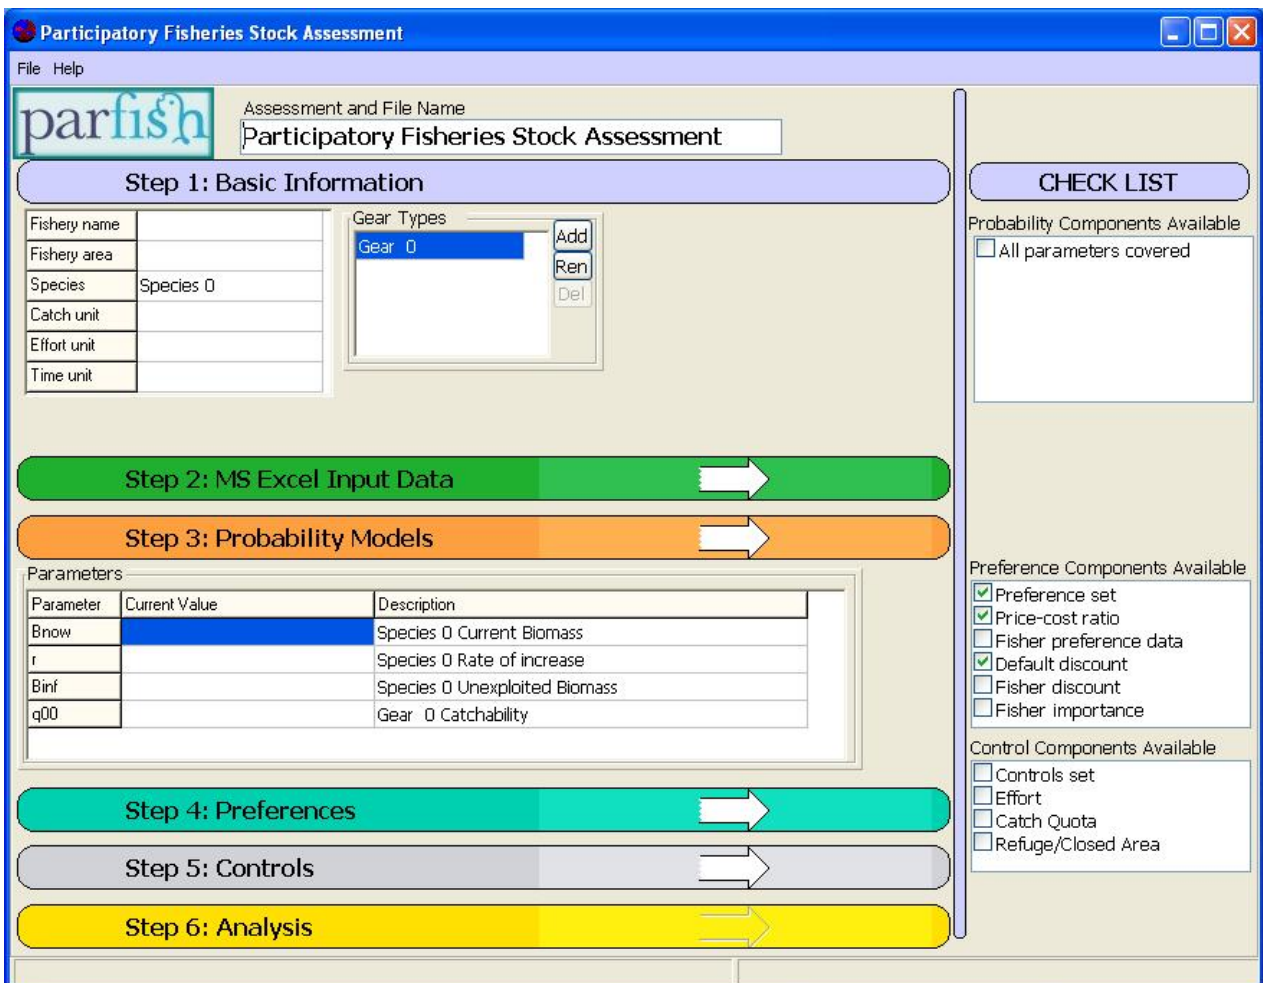 Participatory Fisheries Stock Assessment
File Help
parfish
Assessment and File Name
Participatory Fisheries Stock Assessment
Step 1: Basic Information
Fishery name
Fishery area
Species Species 0
Catch unit
Effort unit
Time unit
Gear Types
Gear 0
Add
Ren
Del
Step 2: MS Excel Input Data
Step 3: Probability Models
Parameters
Parameter Current Value Description
Bnow Species 0 Current Biomass
r Species 0 Rate of increase
Binf Species 0 Unexploited Biomass
q00 Gear 0 Catchability
Step 4: Preferences
Step 5: Controls
Step 6: Analysis
CHECK LIST
Probability Components Available
All parameters covered
Preference Components Available
Preference set
Price-cost ratio
Fisher preference data
Default discount
Fisher discount
Fisher importance
Control Components Available
Controls set
Effort
Catch Quota
Refuge/Closed Area